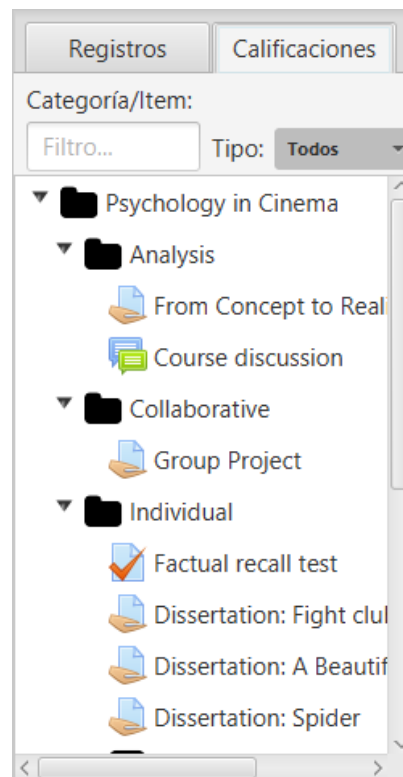 Registros Calificaciones
Categoría/Item:
Filtro... Tipo: Todos
Psychology in Cinema
Analysis
From Concept to Reali
Course discussion
Collaborative
Group Project
Individual
Factual recall test
Dissertation: Fight clul
Dissertation: A Beautif
Dissertation: Spider